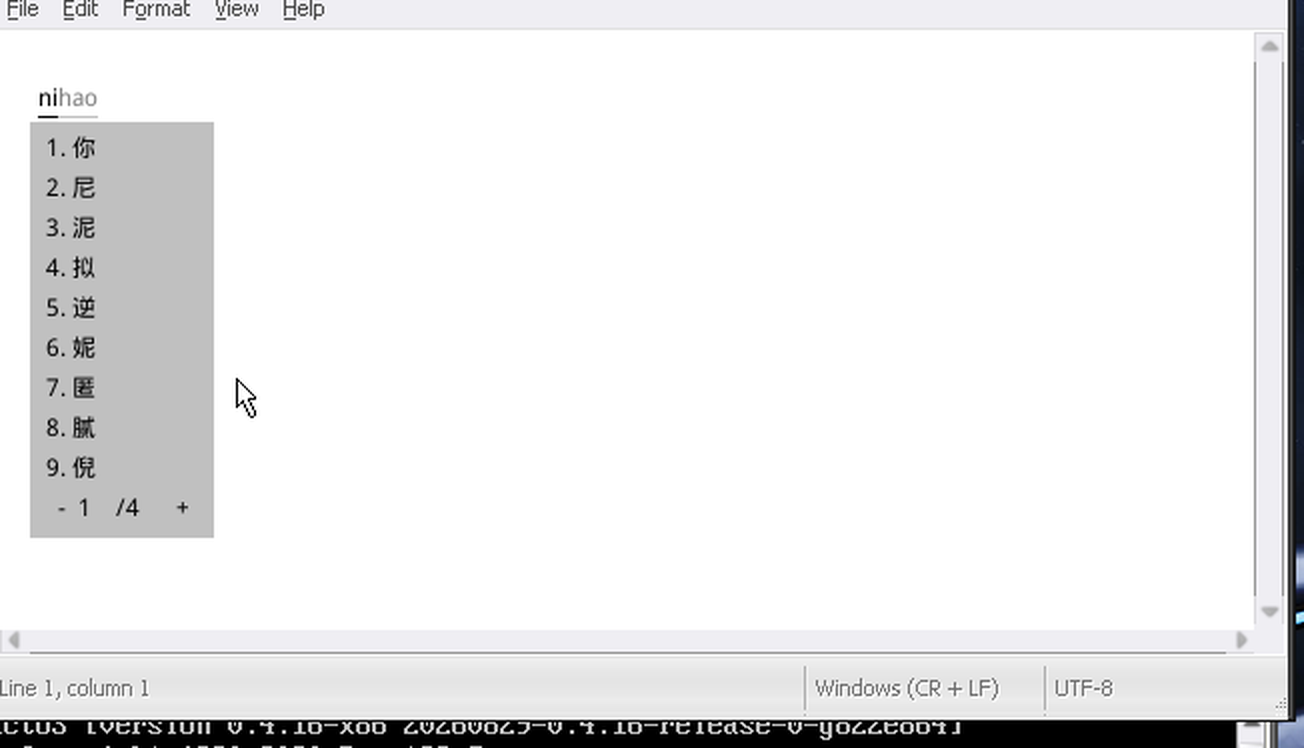 File Edit Format View Help
nihao
1. 你
2. 尼
3. 泥
4. 拟
5. 逆
6. 妮
7. 匿
8. 腻
9. 倪
- 1 /4 +
Line 1, column 1 Windows (CR + LF) UTF-8